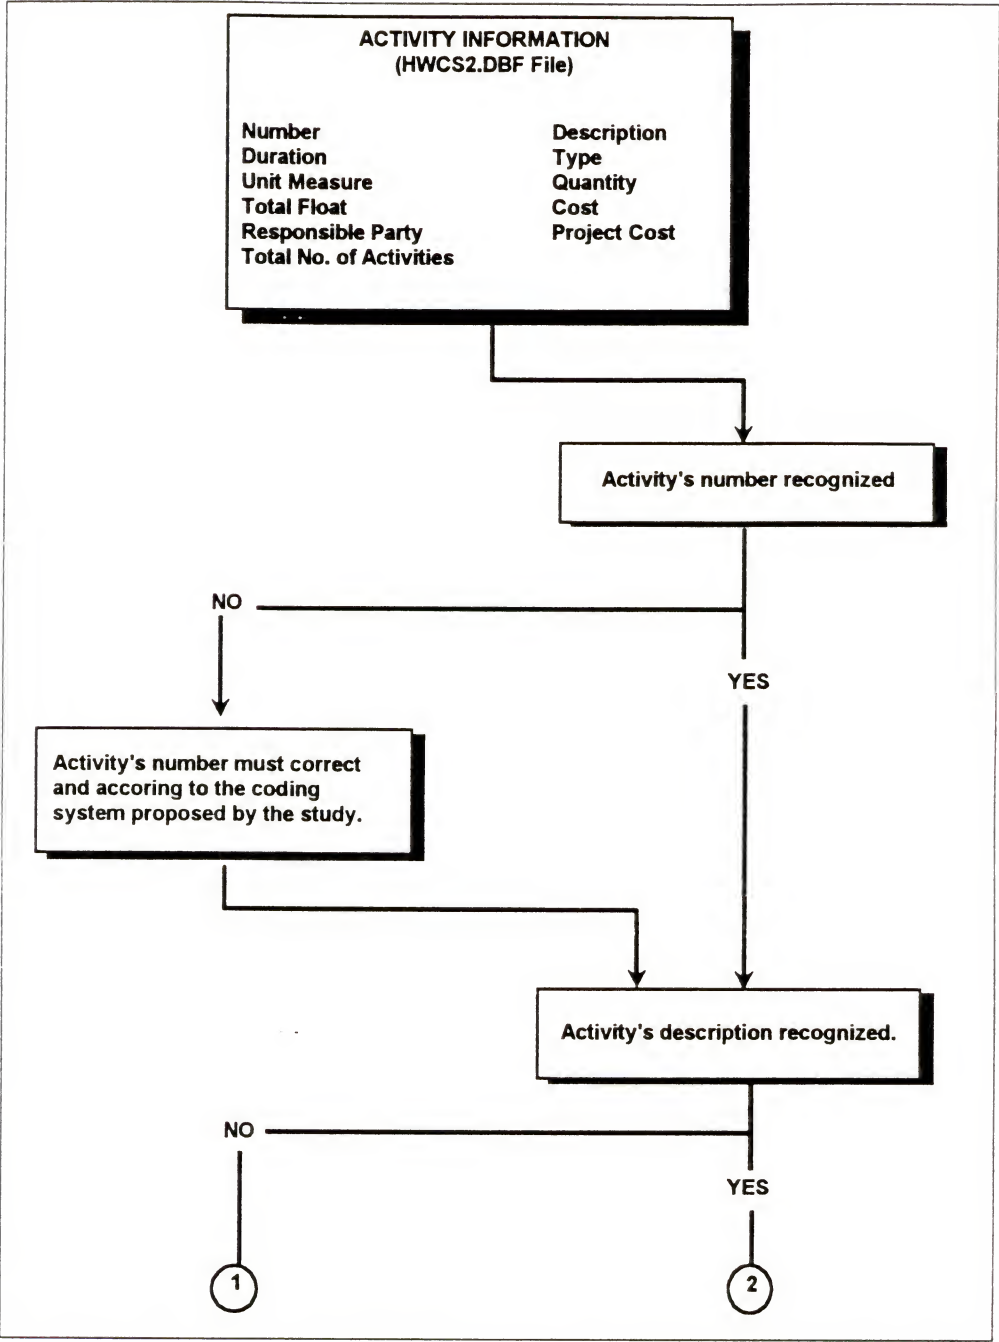 ACTIVITY INFORMATION
(HWCS2.DBF File)
Number
Description
Duration
Type
Unit Measure
Quantity
Total Float
Cost
Responsible Party
Project Cost
Total No. of Activities
Activity's number recognized
NO
YES
Activity's number must correct
and accoring to the coding
system proposed by the study.
Activity's description recognized.
NO
YES
1
2